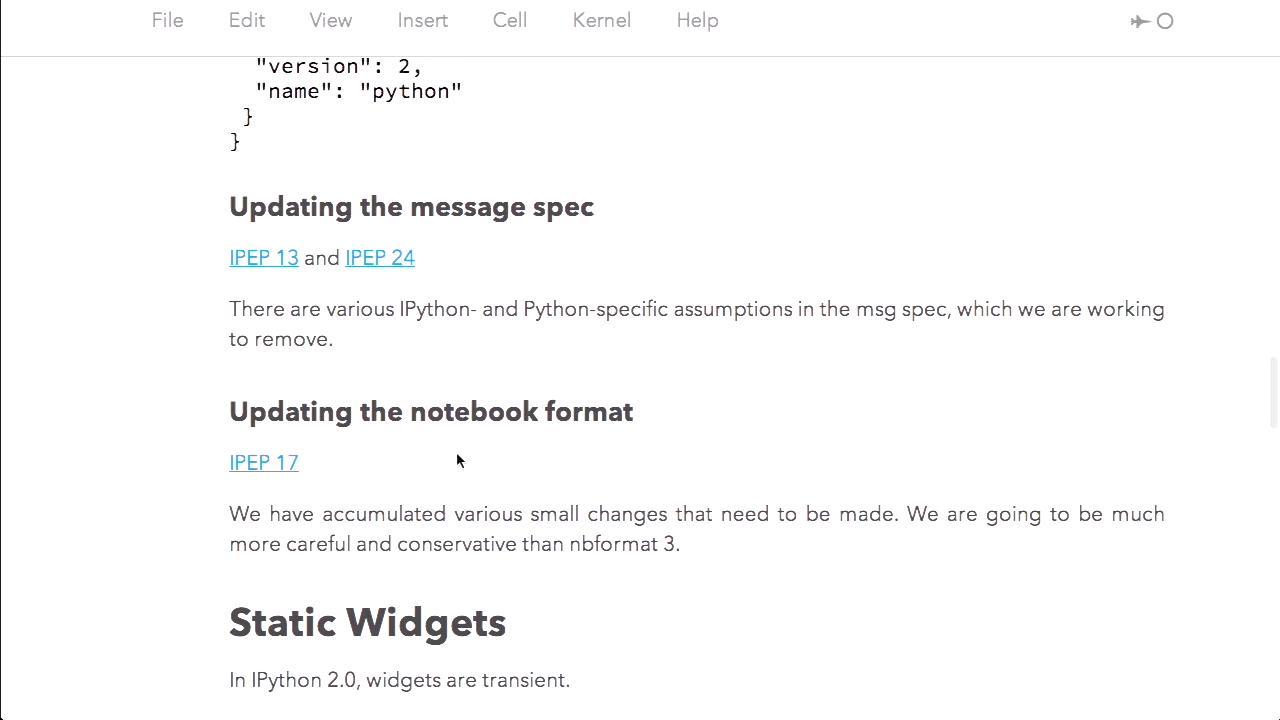 File Edit View Insert Cell Kernel Help
"version": 2,
"name": "python"
}
}
Updating the message spec
IPEP 13 and IPEP 24
There are various IPython- and Python-specific assumptions in the msg spec, which we are working
to remove.
Updating the notebook format
IPEP 17
We have accumulated various small changes that need to be made. We are going to be much
more careful and conservative than nbformat 3.
Static Widgets
In IPython 2.0, widgets are transient.